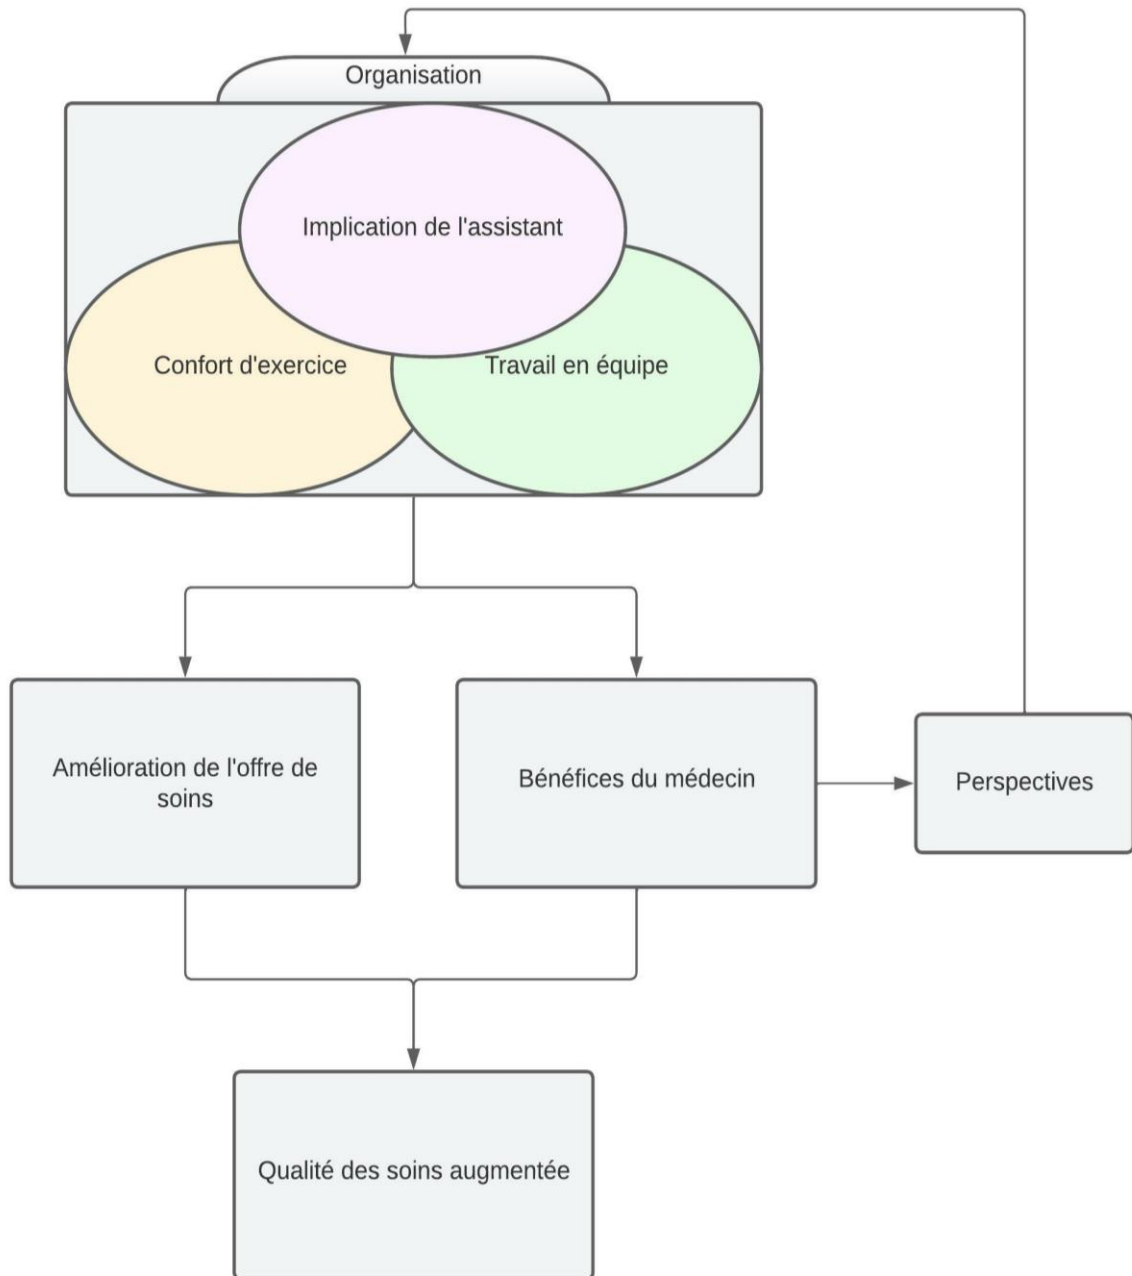 Organisation
Implication de l'assistant
Confort d'exercice
Travail en équipe
Amélioration de l'offre de
soins
Bénéfices du médecin
Perspectives
Qualité des soins augmentée